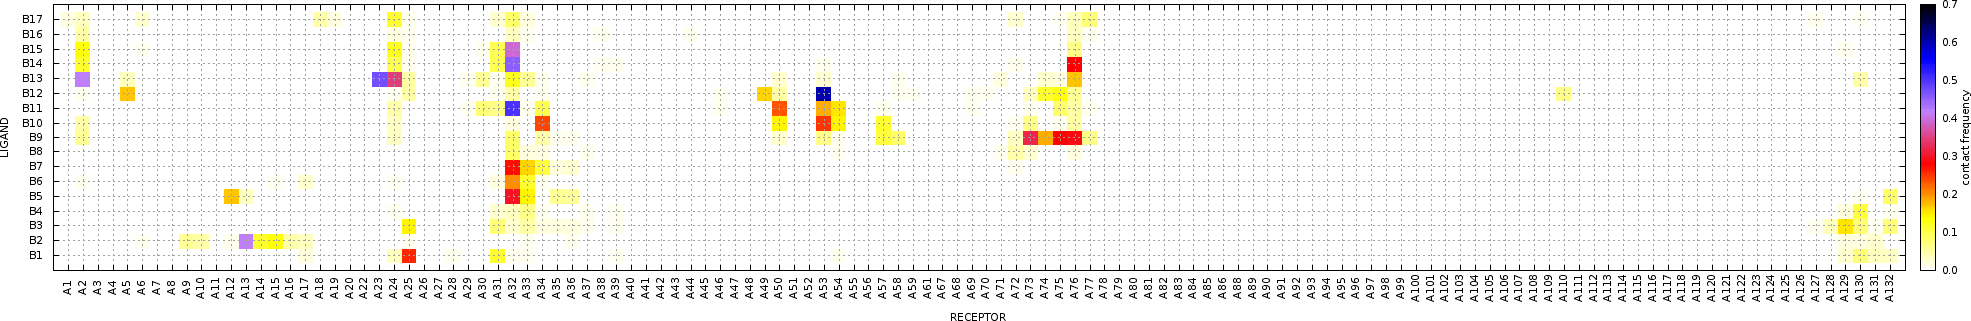 B17
B16
B15
B14
B13
B12
B11
B10
B9
B8
B7
B6
B5
B4
B3
B2
B1
LIGAND
A1 A2 A3 A4 A5 A6 A7 A8 A9 A10 A11 A12 A13 A14 A15 A16 A17 A18 A19 A20 A22 A23 A24 A25 A26 A27 A28 A29 A30 A31 A32 A33 A34 A35 A36 A37 A38 A39 A40 A41 A42 A43 A44 A45 A46 A47 A48 A49 A50 A51 A52 A53 A54 A55 A56 A57 A58 A59 A61 A67 A68 A69 A70 A71 A72 A73 A74 A75 A76 A77 A78 A79 A80 A81 A82 A84 A85 A86 A87 A88 A89 A90 A91 A92 A93 A94 A95 A96 A97 A98 A99 A100 A101 A102 A103 A104 A105 A106 A107 A108 A109 A110 A111 A112 A113 A114 A115 A116 A117 A118 A119 A120 A121 A122 A123 A124 A125 A126 A127 A128 A129 A130 A131 A132
RECEPTOR
0.7
0.6
0.5
0.4
0.3
0.2
0.1
0.0
contact frequency